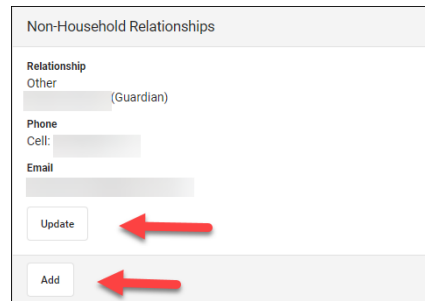 Non-Household Relationships
Relationship
Other
(Guardian)
Phone
Cell:
Email
Update
Add